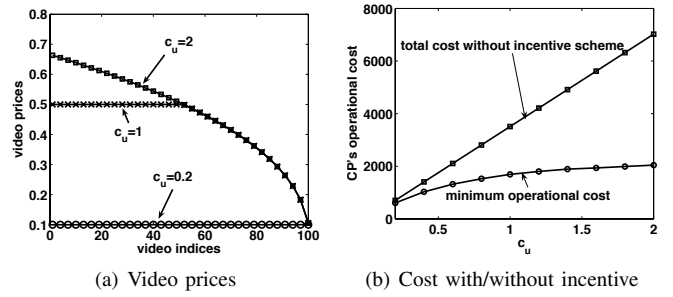 0.8
0.7
0.6
0.5
0.4
0.3
0.2
0.1
video prices
c_u=2
c_u=1
c_u=0.2
0 20 40 60 80 100
video indices
(a) Video prices
8000
6000
4000
2000
0
CP's operational cost
total cost without incentive scheme
minimum operational cost
0.5 1 1.5 2
c_u
(b) Cost with/without incentive